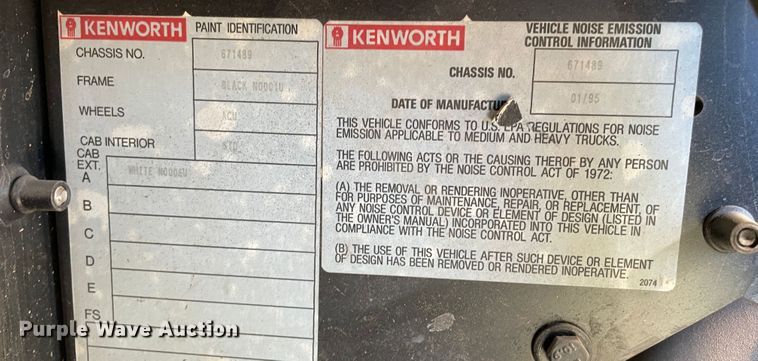 KENWORTH PAINT IDENTIFICATION
CHASSIS NO. 671489
FRAME BLACK N0001U
WHEELS
CAB INTERIOR STD
CAB
EXT.
A WHITE N0006U
B
C
D
E
FS
KENWORTH
VEHICLE NOISE EMISSION
CONTROL INFORMATION
CHASSIS NO. 671489
DATE OF MANUFACTU 01/95
THIS VEHICLE CONFORMS TO U.S. EPA REGULATIONS FOR NOISE
EMISSION APPLICABLE TO MEDIUM AND HEAVY TRUCKS.
THE FOLLOWING ACTS OR THE CAUSING THEROF BY ANY PERSON
ARE PROHIBITED BY THE NOISE CONTROL ACT OF 1972:
(A) THE REMOVAL OR RENDERING INOPERATIVE, OTHER THAN
FOR PURPOSES OF MAINTENANCE, REPAIR, OR REPLACEMENT, OF
ANY NOISE CONTROL DEVICE OR ELEMENT OF DESIGN (LISTED IN
THE OWNER'S MANUAL) INCORPORATED INTO THIS VEHICLE IN
COMPLIANCE WITH THE NOISE CONTROL ACT.
(B) THE USE OF THIS VEHICLE AFTER SUCH DEVICE OR ELEMENT
OF DESIGN HAS BEEN REMOVED OR RENDERED INOPERATIVE.
2074
Purple Wave Auction